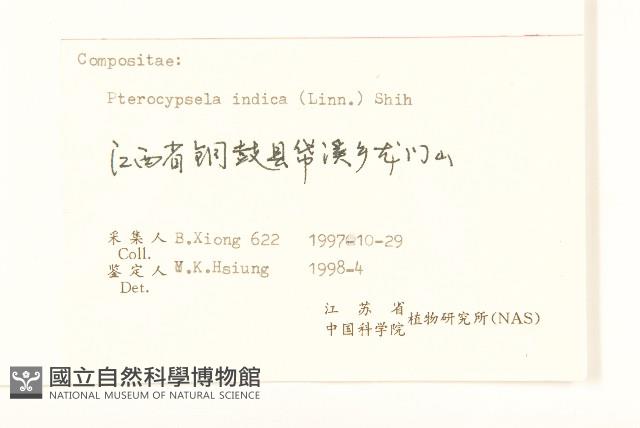 Compositae:
Pterocypsela indica (Linn.) Shih
江西省铜鼓县带溪乡龙门山
采集人 B.Xiong 622 1997-10-29
Coll.
鉴定人 W.K.Hsiung 1998-4
Det.
江苏省
中国科学院 植物研究所(NAS)
國立自然科學博物館
NATIONAL MUSEUM OF NATURAL SCIENCE